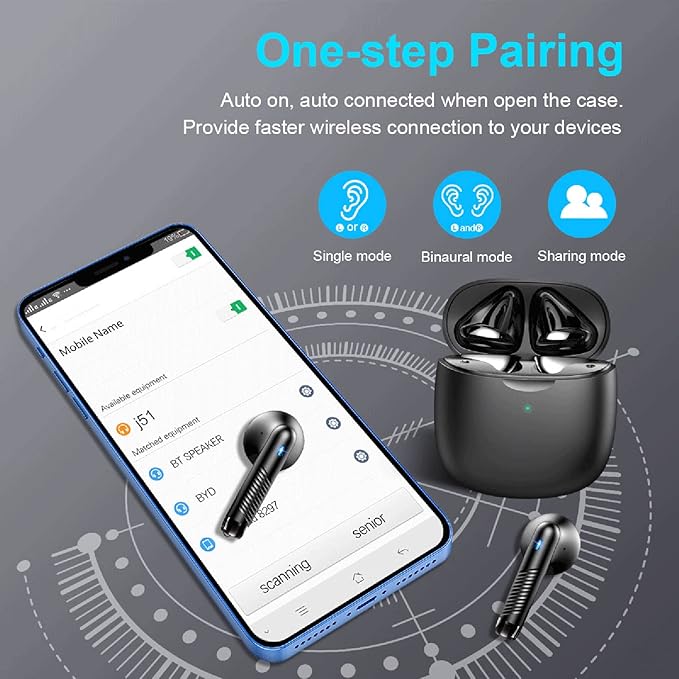 One-step Pairing
Auto on, auto connected when open the case.
Provide faster wireless connection to your devices
L or R
L and R
Single mode
Binaural mode
Sharing mode
19%
Mobile Name
Available equipment
j51
Matched equipment
BT SPEAKER
BYD
8297
scanning
senior